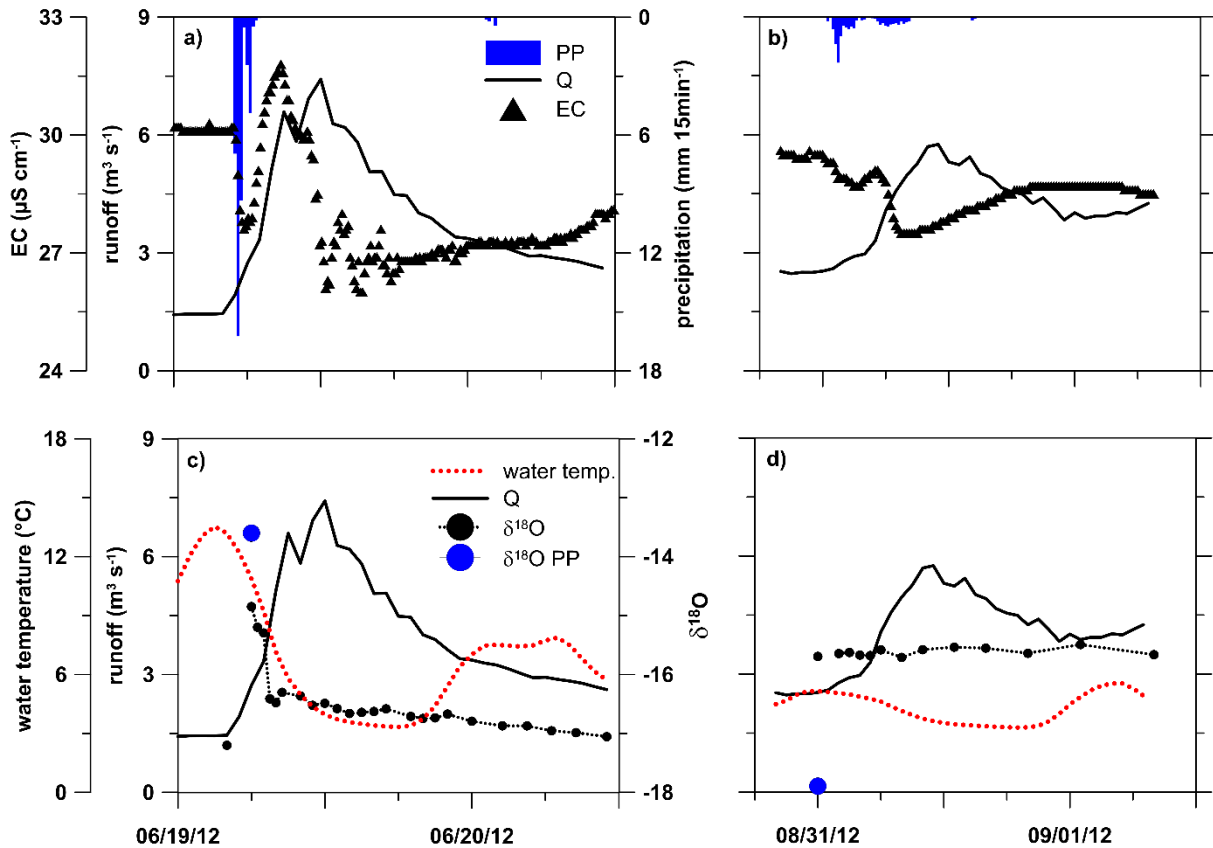 33
9
0
a)
b)
PP
Q
EC
30
6
6
EC (µS cm⁻¹)
runoff (m³ s⁻¹)
precipitation (mm 15min⁻¹)
27
3
12
24
0
18
18
9
-12
c)
d)
water temp.
Q
δ¹⁸O
δ¹⁸O PP
12
6
-14
water temperature (°C)
runoff (m³ s⁻¹)
δ¹⁸O
6
3
-16
0
0
-18
06/19/12
06/20/12
08/31/12
09/01/12